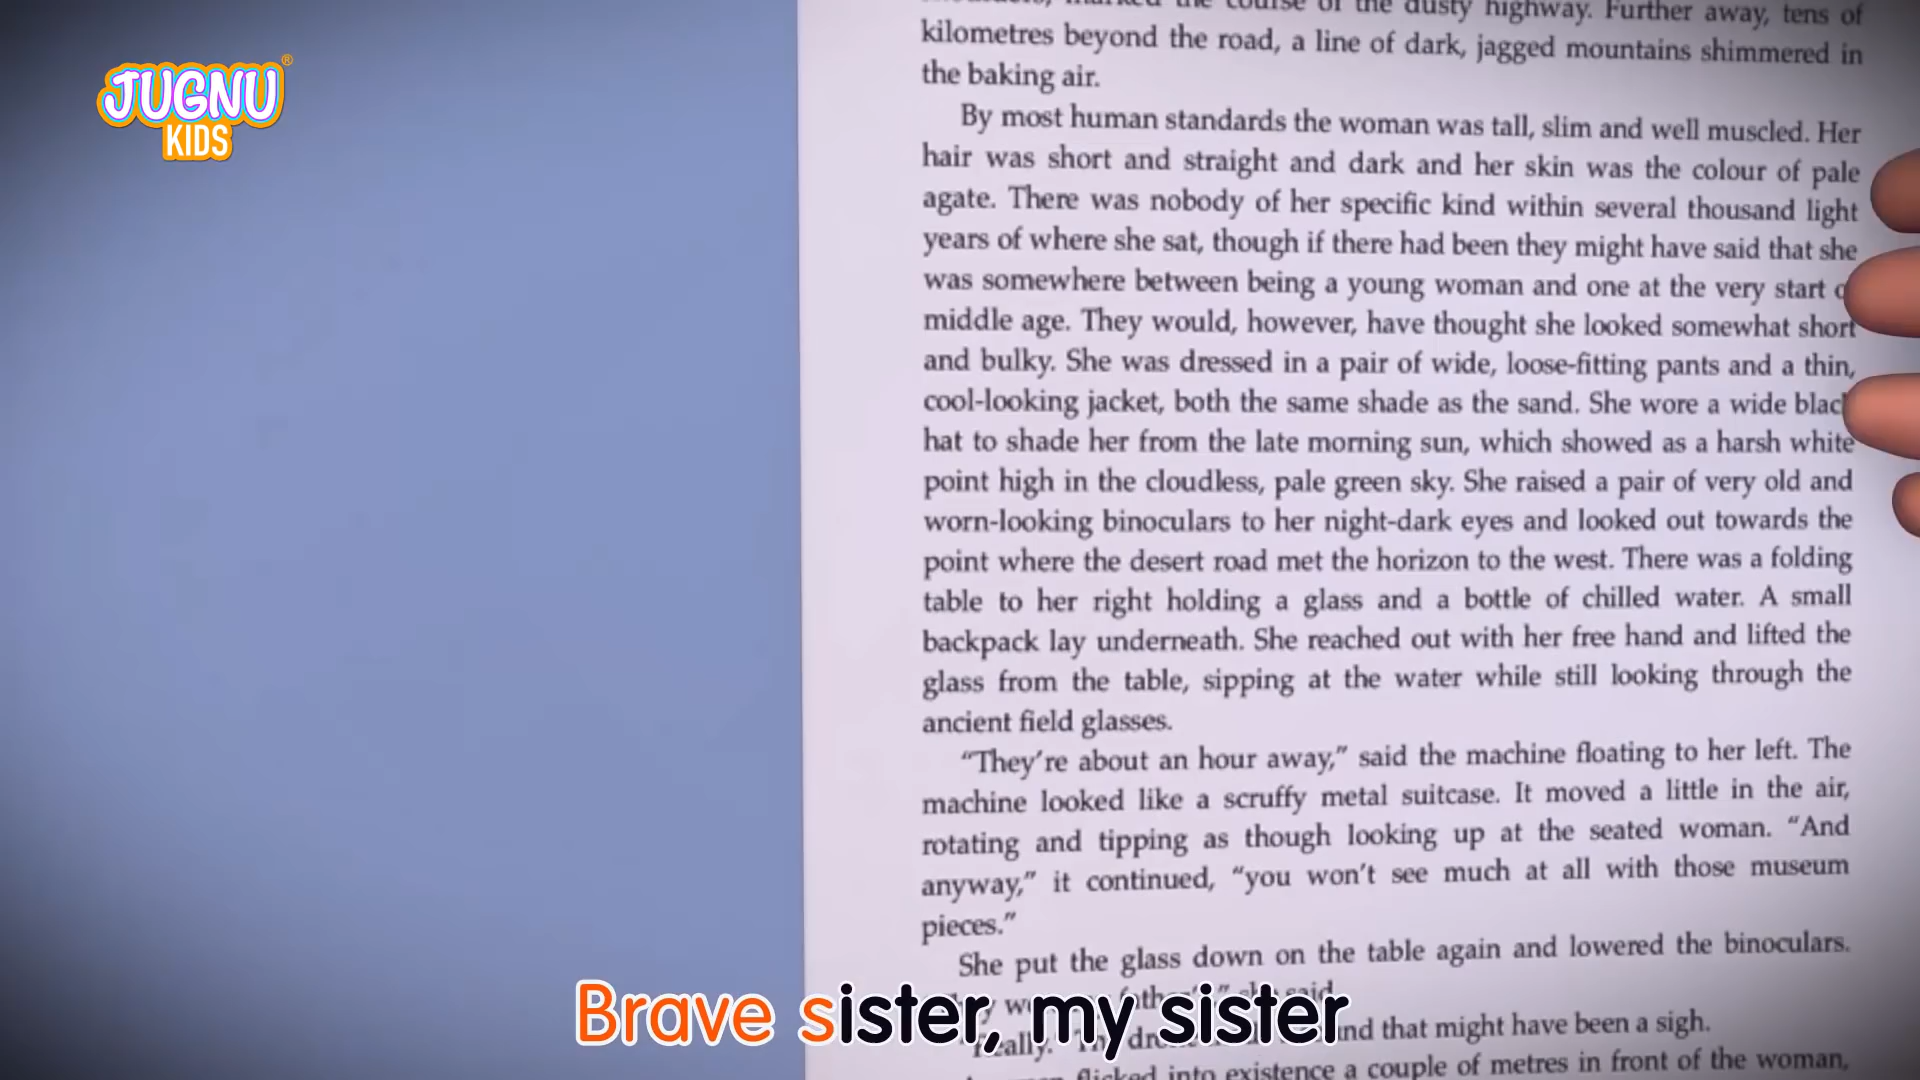 JUGNU
KIDS
the course of the dusty highway. Further away, tens of
kilometres beyond the road, a line of dark, jagged mountains shimmered in
the baking air.
By most human standards the woman was tall, slim and well muscled. Her
hair was short and straight and dark and her skin was the colour of pale
agate. There was nobody of her specific kind within several thousand light
years of where she sat, though if there had been they might have said that she
was somewhere between being a young woman and one at the very start
middle age. They would, however, have thought she looked somewhat short
and bulky. She was dressed in a pair of wide, loose-fitting pants and a thin,
cool-looking jacket, both the same shade as the sand. She wore a wide black
hat to shade her from the late morning sun, which showed as a harsh white
point high in the cloudless, pale green sky. She raised a pair of very old and
worn-looking binoculars to her night-dark eyes and looked out towards the
point where the desert road met the horizon to the west. There was a folding
table to her right holding a glass and a bottle of chilled water. A small
backpack lay underneath. She reached out with her free hand and lifted the
glass from the table, sipping at the water while still looking through the
ancient field glasses.
“They’re about an hour away,” said the machine floating to her left. The
machine looked like a scruffy metal suitcase. It moved a little in the air,
rotating and tipping as though looking up at the seated woman. “And
anyway,” it continued, “you won’t see much at all with those museum
pieces.”
She put the glass down on the table again and lowered the binoculars.
she said.
Brave sister, my sister
that might have been a sigh.
flicked into existence a couple of metres in front of the woman,